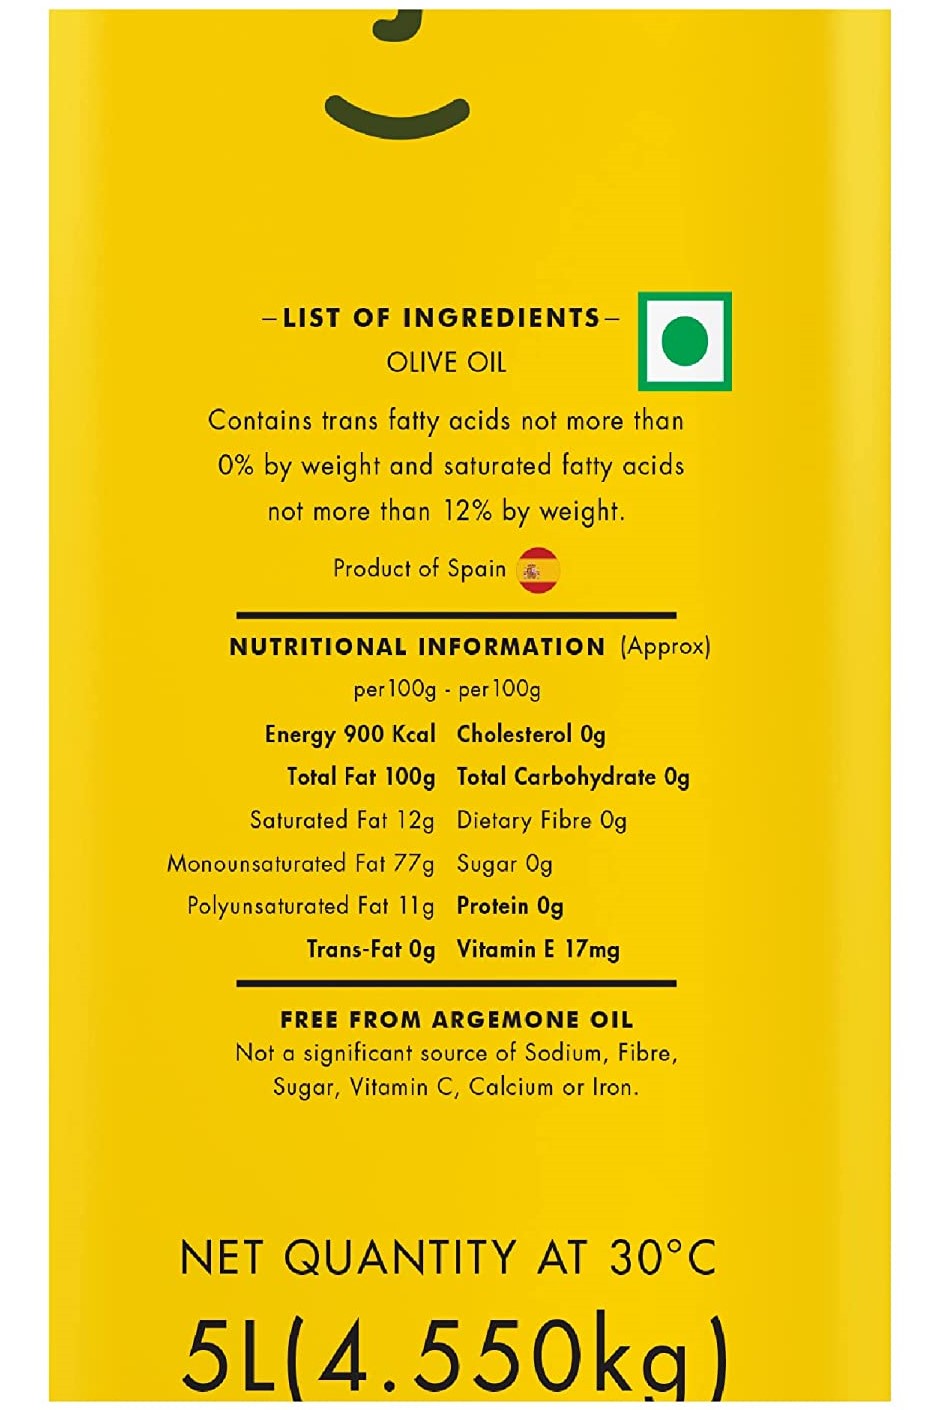 – LIST OF INGREDIENTS –
OLIVE OIL
Contains trans fatty acids not more than
0% by weight and saturated fatty acids
not more than 12% by weight.
Product of Spain
NUTRITIONAL INFORMATION (Approx)
per100g - per100g
Energy 900 Kcal Cholesterol 0g
Total Fat 100g Total Carbohydrate 0g
Saturated Fat 12g Dietary Fibre 0g
Monounsaturated Fat 77g Sugar 0g
Polyunsaturated Fat 11g Protein 0g
Trans-Fat 0g Vitamin E 17mg
FREE FROM ARGEMONE OIL
Not a significant source of Sodium, Fibre,
Sugar, Vitamin C, Calcium or Iron.
NET QUANTITY AT 30°C
5L(4.550kg)